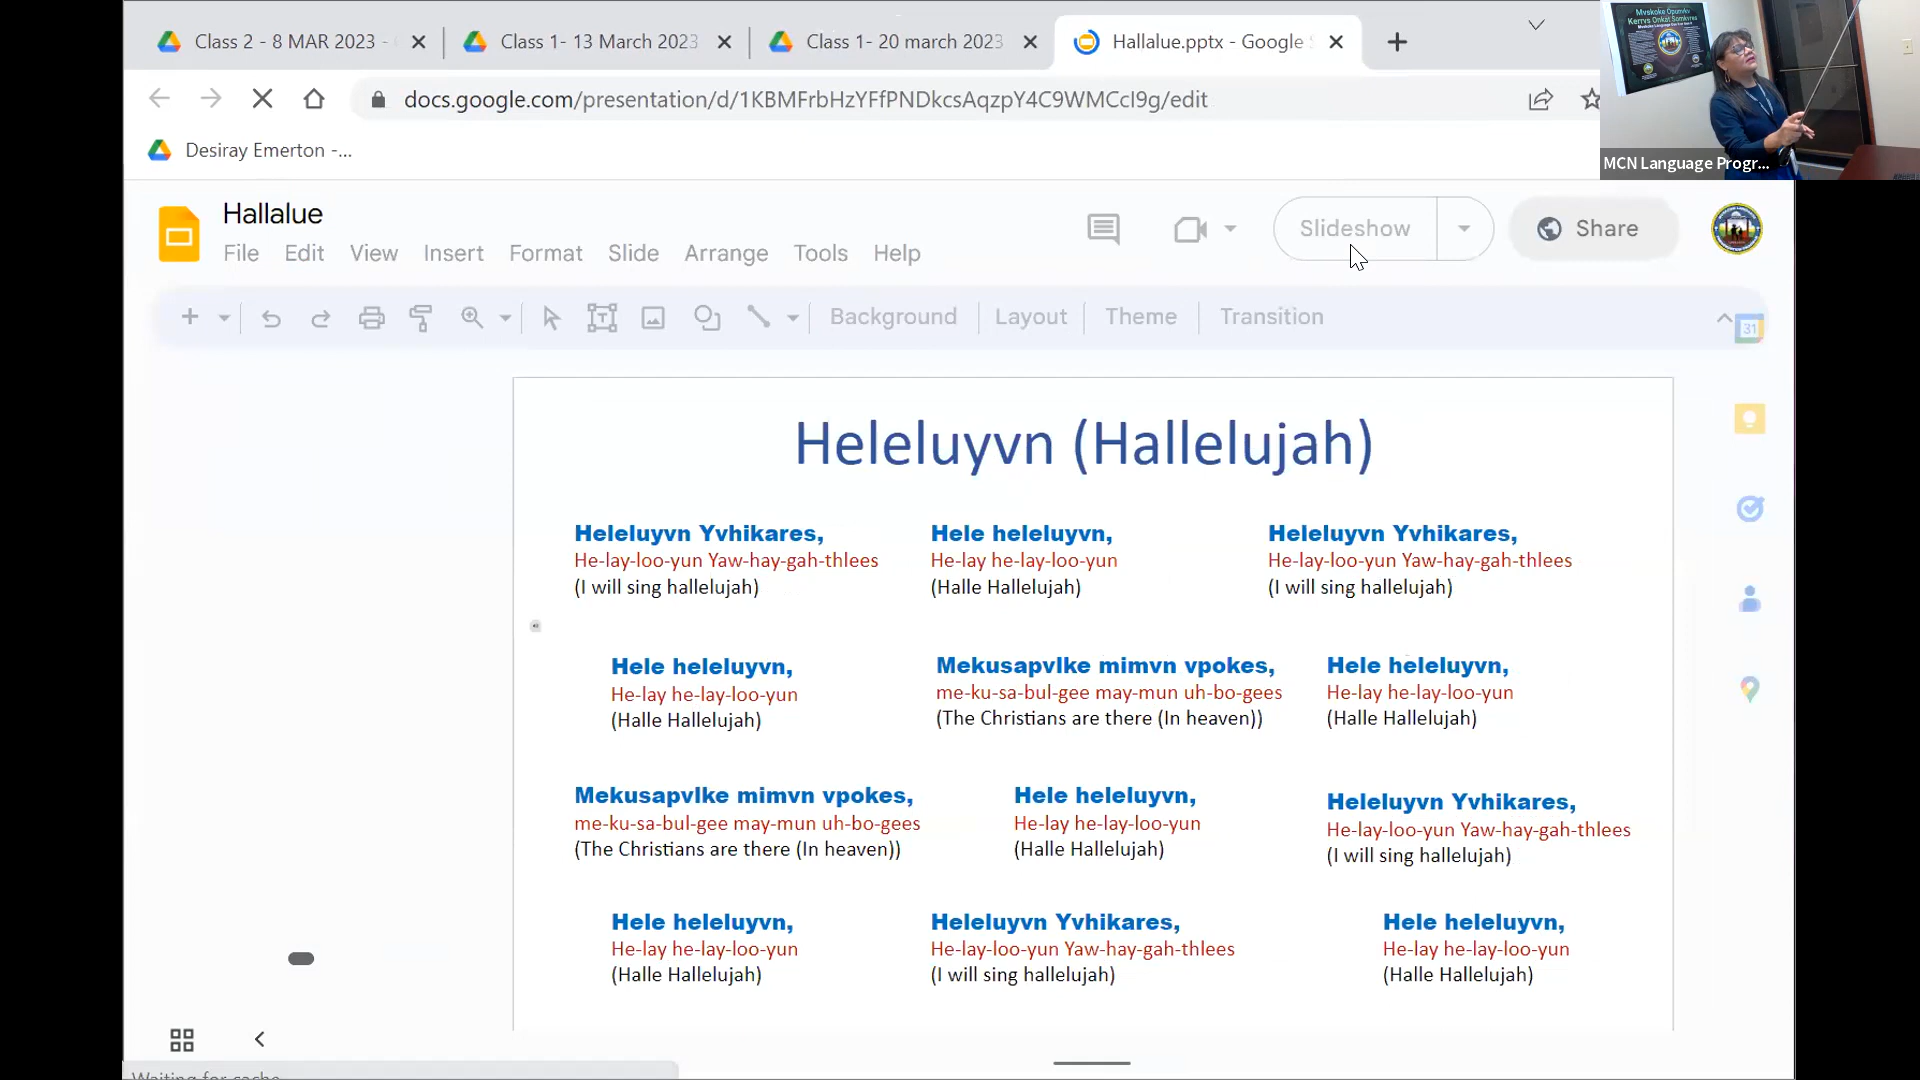 Class 2 - 8 MAR 2023 -
Class 1- 13 March 2023
Class 1- 20 march 2023
Hallalue.pptx - Google
docs.google.com/presentation/d/1KBMFrbHzYFfPNDkcsAqzpY4C9WMCcI9g/edit
Desiray Emerton -...
Mvskoke Opunvkv
Kerrvs Onkat Somkvres
MCN Language Progr...
Hallalue
File Edit View Insert Format Slide Arrange Tools Help
Slideshow
Share
Background Layout Theme Transition
31
Heleluyvn (Hallelujah)
Heleluyvn Yvhikares,
He-lay-loo-yun Yaw-hay-gah-thlees
(I will sing hallelujah)
Hele heleluyvn,
He-lay he-lay-loo-yun
(Halle Hallelujah)
Heleluyvn Yvhikares,
He-lay-loo-yun Yaw-hay-gah-thlees
(I will sing hallelujah)
Hele heleluyvn,
He-lay he-lay-loo-yun
(Halle Hallelujah)
Mekusapvlke mimvn vpokes,
me-ku-sa-bul-gee may-mun uh-bo-gees
(The Christians are there (In heaven))
Hele heleluyvn,
He-lay he-lay-loo-yun
(Halle Hallelujah)
Mekusapvlke mimvn vpokes,
me-ku-sa-bul-gee may-mun uh-bo-gees
(The Christians are there (In heaven))
Hele heleluyvn,
He-lay he-lay-loo-yun
(Halle Hallelujah)
Heleluyvn Yvhikares,
He-lay-loo-yun Yaw-hay-gah-thlees
(I will sing hallelujah)
Hele heleluyvn,
He-lay he-lay-loo-yun
(Halle Hallelujah)
Heleluyvn Yvhikares,
He-lay-loo-yun Yaw-hay-gah-thlees
(I will sing hallelujah)
Hele heleluyvn,
He-lay he-lay-loo-yun
(Halle Hallelujah)
Waiting for cache